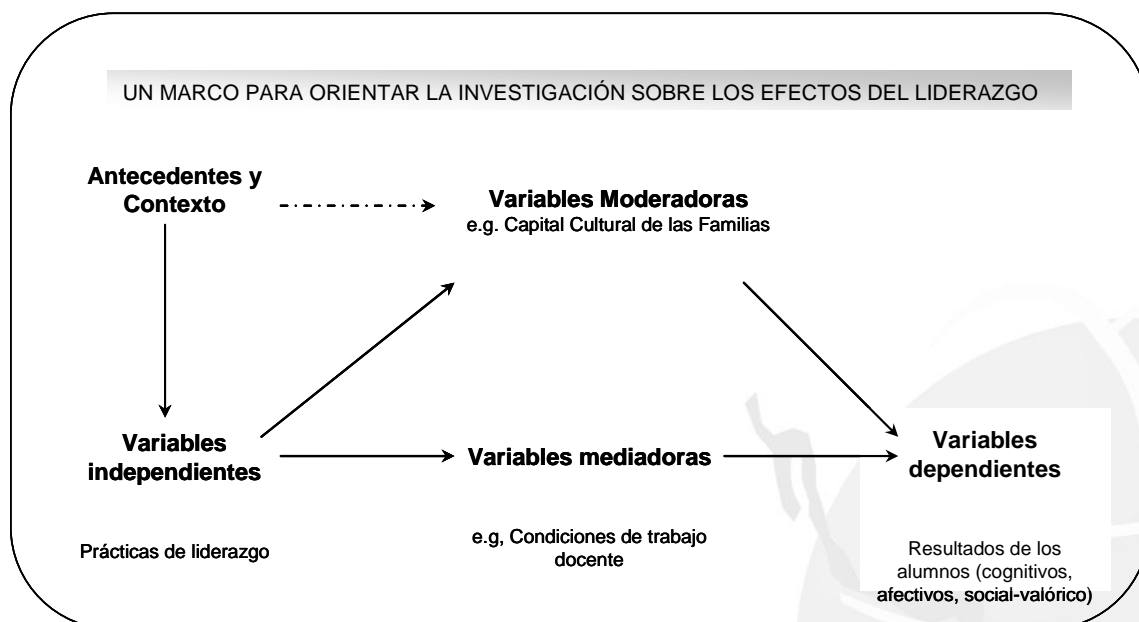 UN MARCO PARA ORIENTAR LA INVESTIGACIÓN SOBRE LOS EFECTOS DEL LIDERAZGO
Antecedentes y
Contexto
Variables Moderadoras
e.g. Capital Cultural de las Familias
Variables
independientes
Variables mediadoras
Variables
dependientes
Prácticas de liderazgo
e.g, Condiciones de trabajo
docente
Resultados de los
alumnos (cognitivos,
afectivos, social-valórico)